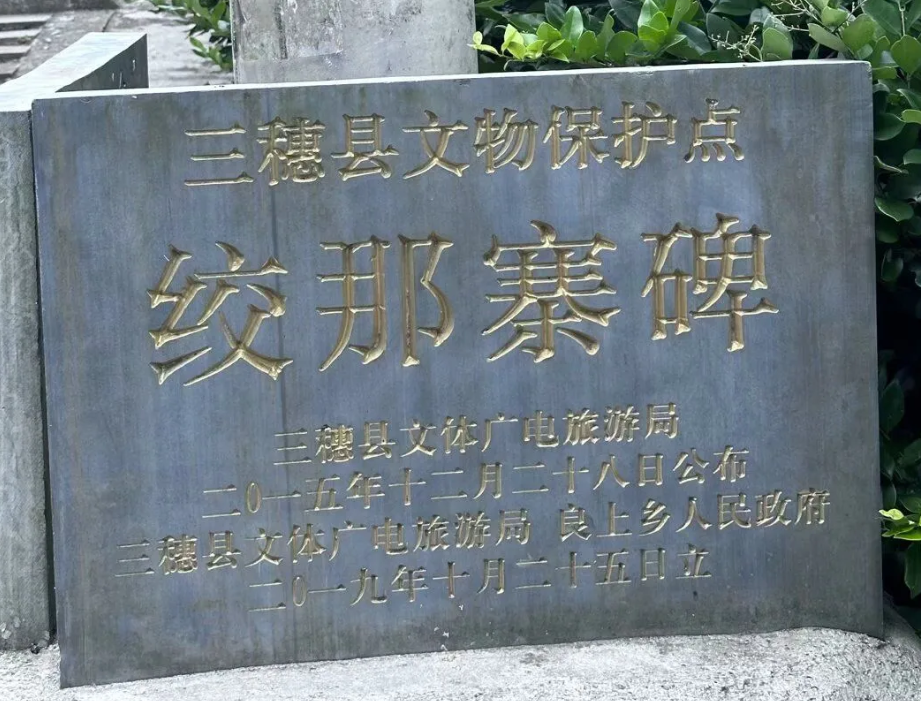 三穗县文物保护点
绞那寨碑
三穗县文体广电旅游局
二0一五年十二月二十八日公布
三穗县文体广电旅游局 良上乡人民政府
二0一九年十月二十五日立